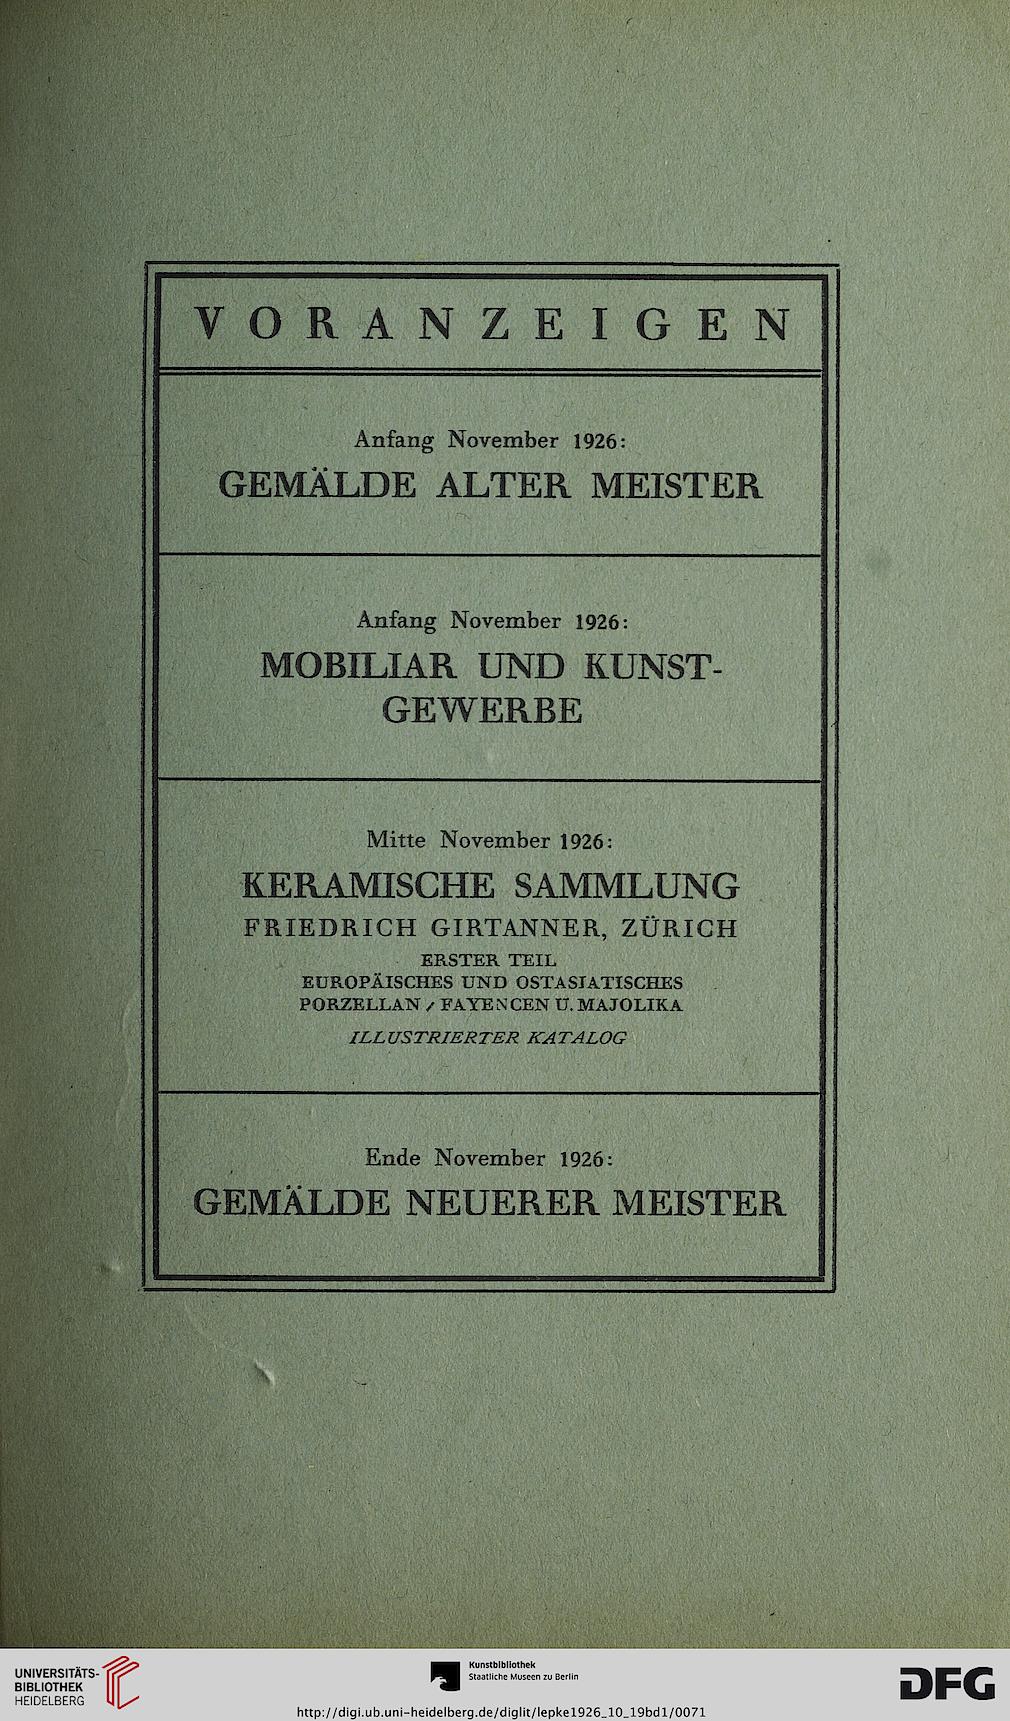 VORANZEIGEN
Anfang November 1926:
GEMÄLDE ALTER MEISTER
Anfang November 1926:
MOBILIAR UND KUNST-
GEWERBE
Mitte November 1926:
KERAMISCHE SAMMLUNG
FRIEDRICH GIRTANNER, ZÜRICH
ERSTER TEIL
EUROPÄISCHES UND OSTASIATISCHES
PORZELLAN / FAYENCEN U. MAJOLIKA
ILLUSTRIERTER KATALOG
Ende November 1926:
GEMÄLDE NEUERER MEISTER
UNIVERSITÄTS-
BIBLIOTHEK
HEIDELBERG
Kunstbibliothek
Staatliche Museen zu Berlin
DFG
http://digi.ub.uni-heidelberg.de/diglit/lepke1926_10_19bd1/0071